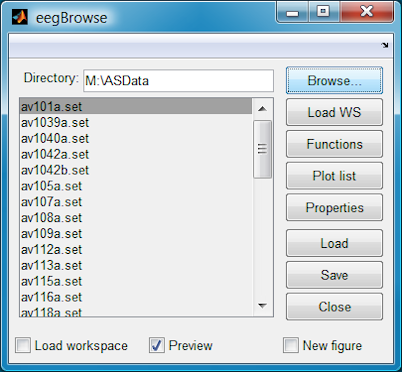 eegBrowse
Directory: M:\ASData
Browse...
av101a.set
av1039a.set
av1040a.set
av1042a.set
av1042b.set
av105a.set
av107a.set
av108a.set
av109a.set
av112a.set
av113a.set
av115a.set
av116a.set
av118a.set
Load WS
Functions
Plot list
Properties
Load
Save
Close
Load workspace
Preview
New figure